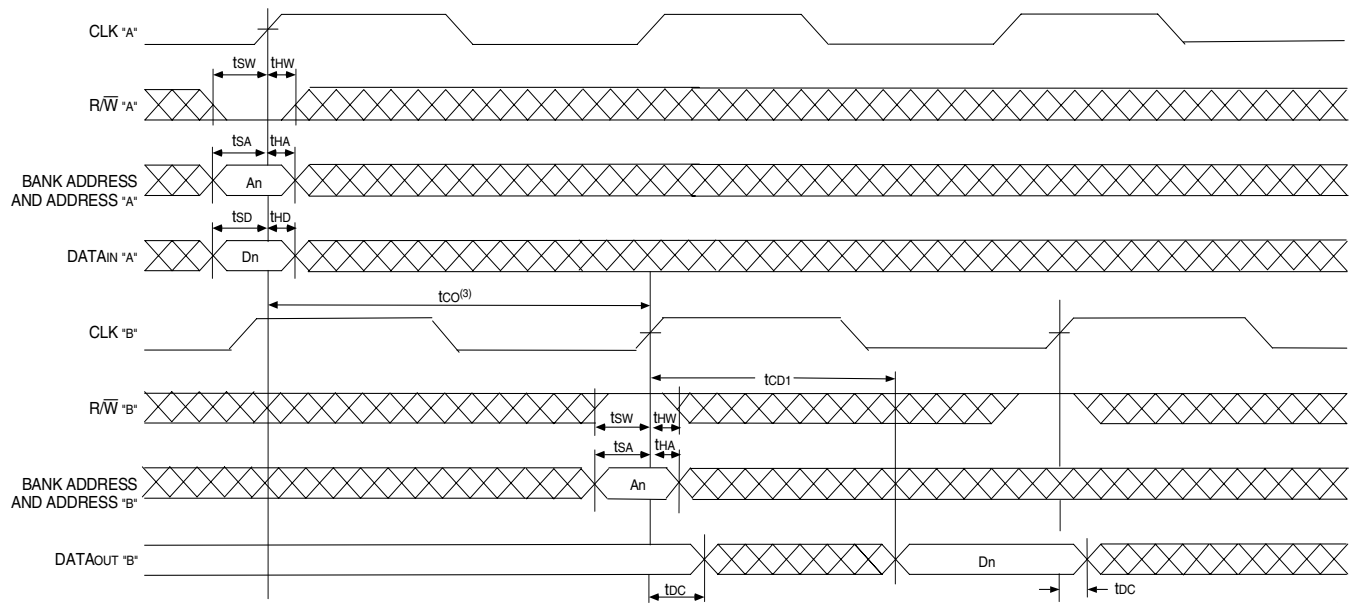 CLK "A"
tSW tHW
R/W̅ "A"
tSA tHA
BANK ADDRESS
AND ADDRESS "A"
An
tSD tHD
DATAIN "A"
Dn
tCO(3)
CLK "B"
tCD1
R/W̅ "B"
tSW tHW
tSA tHA
BANK ADDRESS
AND ADDRESS "B"
An
DATAOUT "B"
Dn
tDC tDC